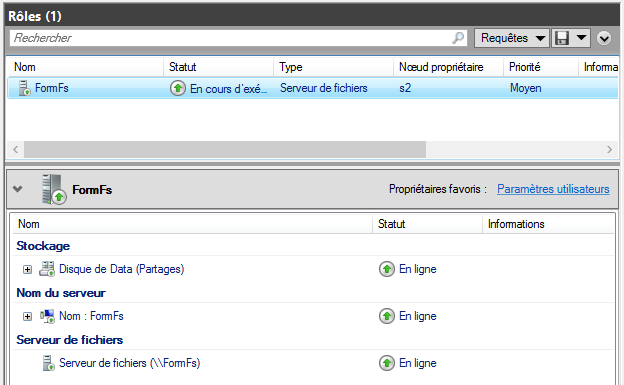 Rôles (1)
Rechercher
Requêtes
Nom Statut Type Nœud propriétaire Priorité Informa
FormFs En cours d'exé... Serveur de fichiers s2 Moyen
FormFs Propriétaires favoris : Paramètres utilisateurs
Nom Statut Informations
Stockage
Disque de Data (Partages) En ligne
Nom du serveur
Nom : FormFs En ligne
Serveur de fichiers
Serveur de fichiers (\\FormFs) En ligne